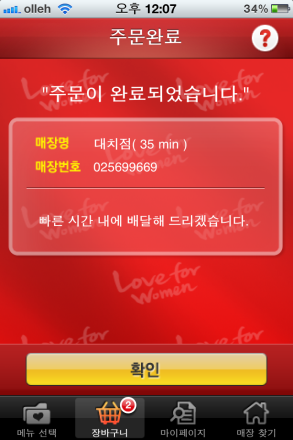 olleh 오후 12:07 34%
주문완료 ?
Love for Women
"주문이 완료되었습니다."
매장명 대치점( 35 min )
매장번호 025699669
빠른 시간 내에 배달해 드리겠습니다.
Love for
Women
확인
2
메뉴 선택 장바구니 마이페이지 매장 찾기